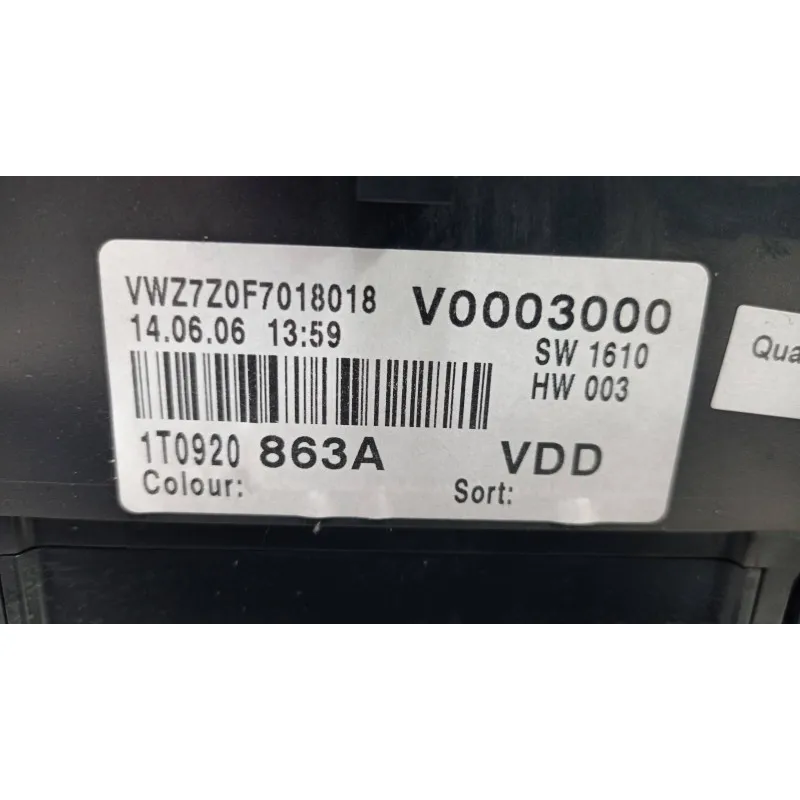 VWZ7Z0F7018018 V0003000
14.06.06 13:59 SW 1610
HW 003
1T0920 863A VDD
Colour: Sort:
Qua